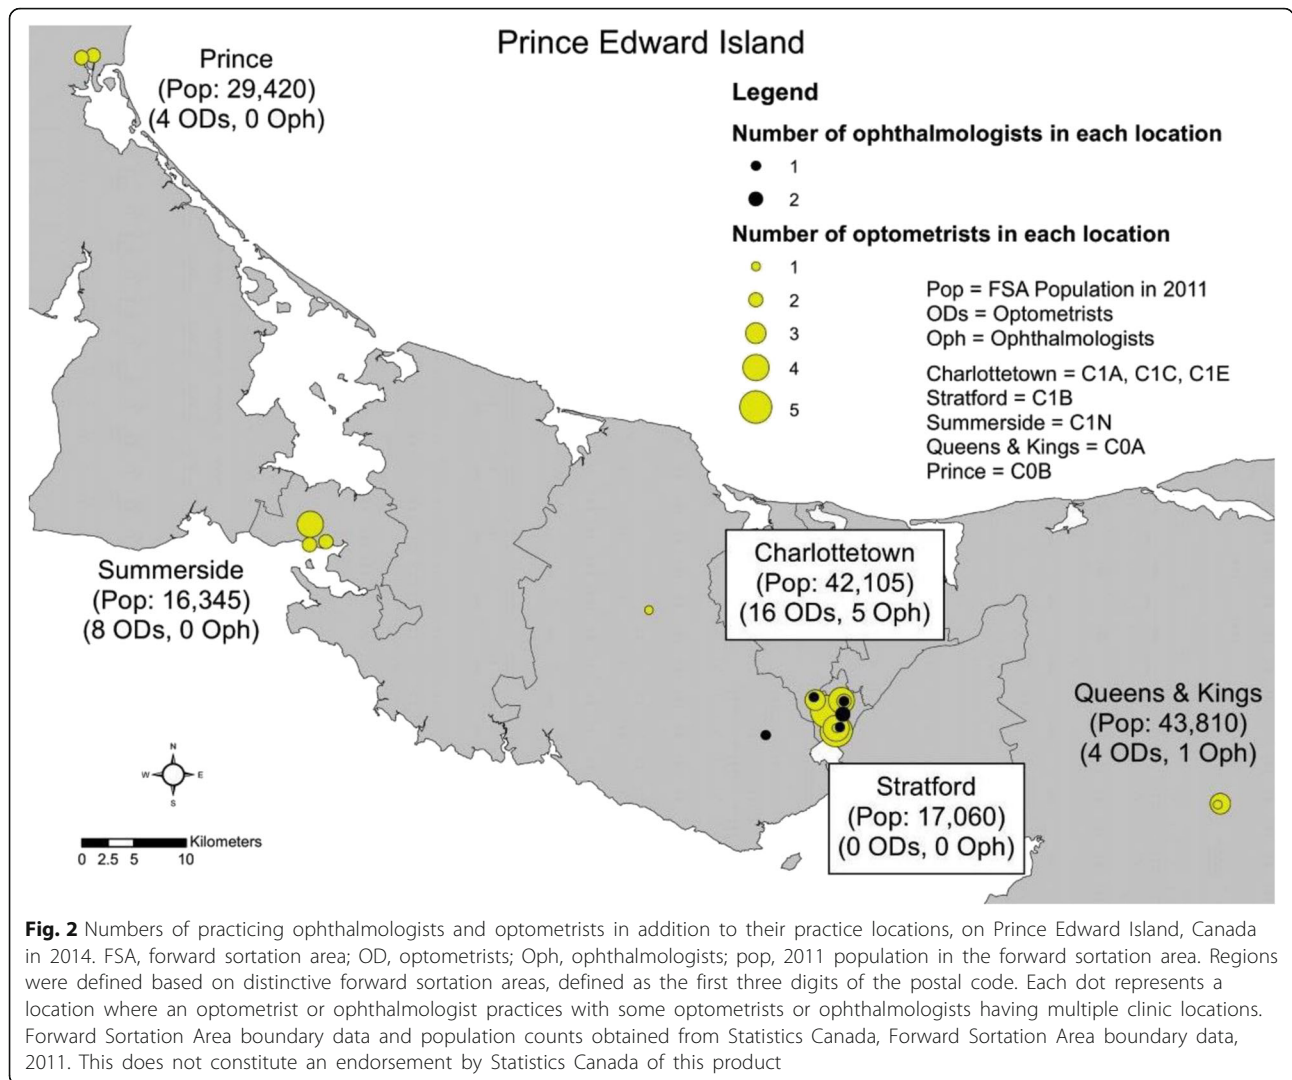 Prince Edward Island
Prince
(Pop: 29,420)
(4 ODs, 0 Oph)
Legend
Number of ophthalmologists in each location
1
2
Number of optometrists in each location
1
2
3
4
5
Pop = FSA Population in 2011
ODs = Optometrists
Oph = Ophthalmologists
Charlottetown = C1A, C1C, C1E
Stratford = C1B
Summerside = C1N
Queens & Kings = C0A
Prince = C0B
Summerside
(Pop: 16,345)
(8 ODs, 0 Oph)
Charlottetown
(Pop: 42,105)
(16 ODs, 5 Oph)
Queens & Kings
(Pop: 43,810)
(4 ODs, 1 Oph)
Stratford
(Pop: 17,060)
(0 ODs, 0 Oph)
N
W E
S
Kilometers
0 2.5 5 10
Fig. 2 Numbers of practicing ophthalmologists and optometrists in addition to their practice locations, on Prince Edward Island, Canada
in 2014. FSA, forward sortation area; OD, optometrists; Oph, ophthalmologists; pop, 2011 population in the forward sortation area. Regions
were defined based on distinctive forward sortation areas, defined as the first three digits of the postal code. Each dot represents a
location where an optometrist or ophthalmologist practices with some optometrists or ophthalmologists having multiple clinic locations.
Forward Sortation Area boundary data and population counts obtained from Statistics Canada, Forward Sortation Area boundary data,
2011. This does not constitute an endorsement by Statistics Canada of this product